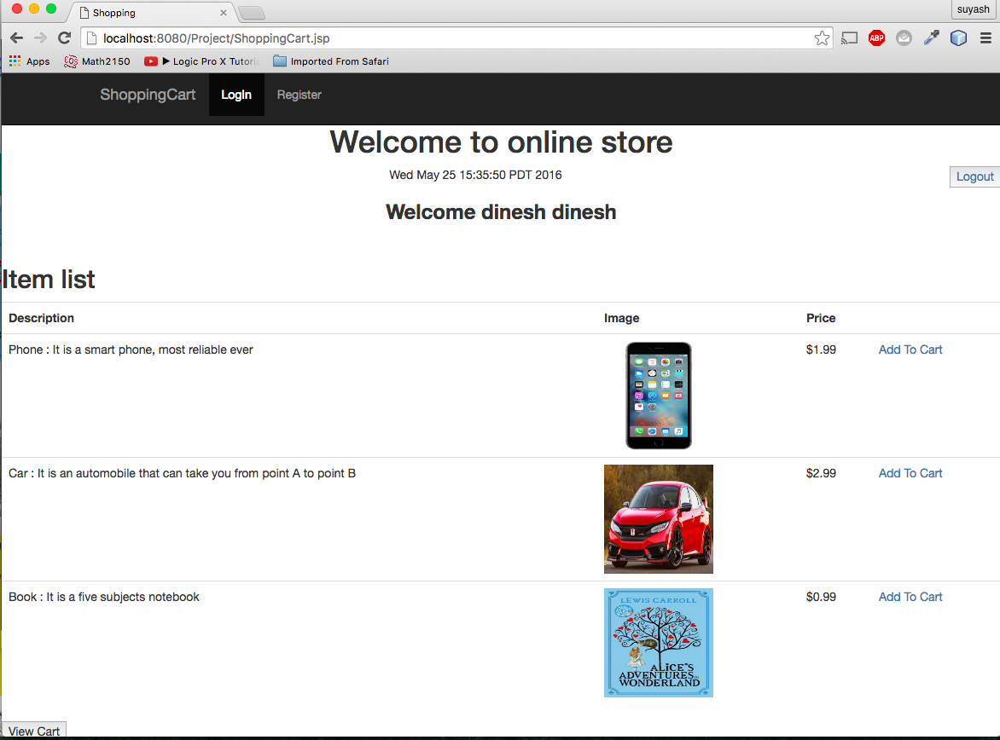 Shopping
suyash
localhost:8080/Project/ShoppingCart.jsp
ABP
Apps Math2150 ▶ Logic Pro X Tutori Imported From Safari
ShoppingCart LogIn Register
Welcome to online store
Wed May 25 15:35:50 PDT 2016
Logout
Welcome dinesh dinesh
Item list
Description Image Price
Phone : It is a smart phone, most reliable ever $1.99 Add To Cart
Car : It is an automobile that can take you from point A to point B $2.99 Add To Cart
Book : It is a five subjects notebook $0.99 Add To Cart
LEWIS CARROLL
ALICE'S
ADVENTURES in
WONDERLAND
View Cart